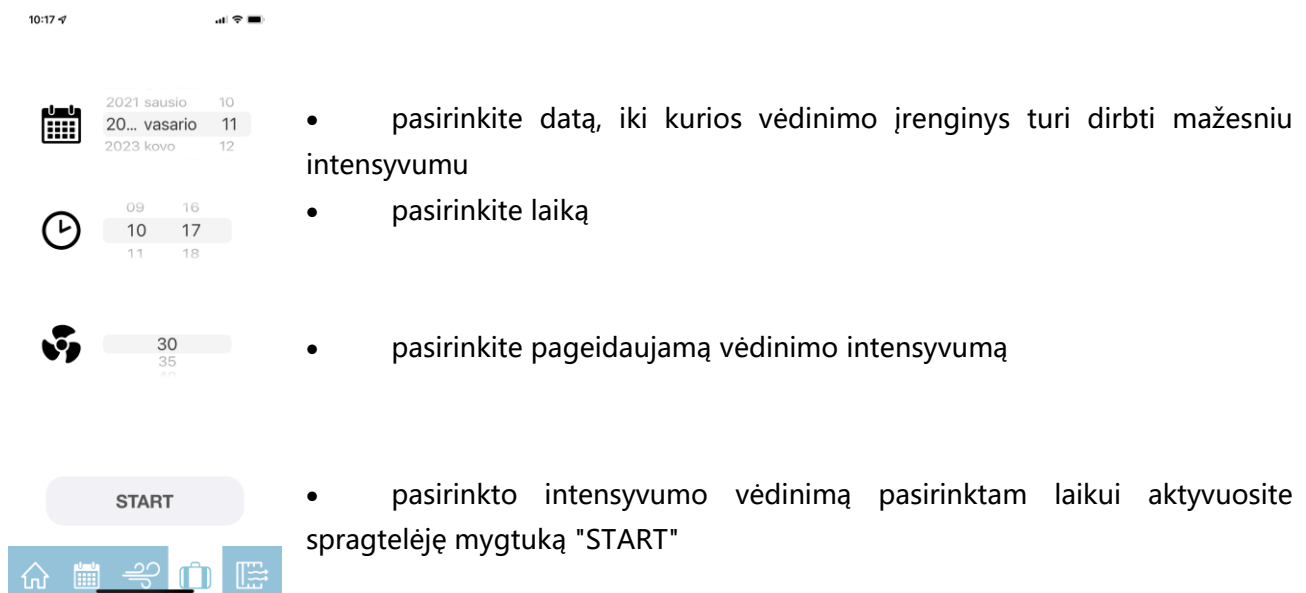 10:17
2021 sausio 10
20... vasario 11
2023 kovo 12
• pasirinkite datą, iki kurios vėdinimo įrenginys turi dirbti mažesniu
intensyvumu
09 16
10 17
11 18
• pasirinkite laiką
30
35
40
• pasirinkite pageidaujamą vėdinimo intensyvumą
START
• pasirinkto intensyvumo vėdinimą pasirinktam laikui aktyvuosite
spragtelėję mygtuką "START"